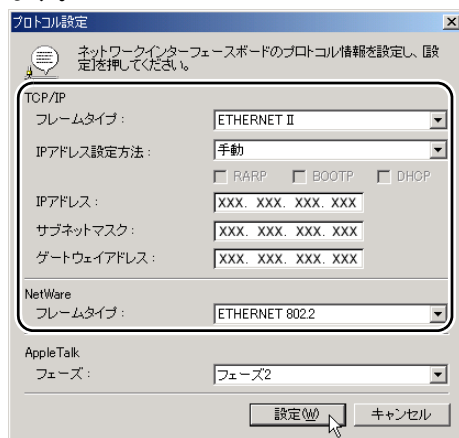 プロトコル設定
ネットワークインターフェースボードのプロトコル情報を設定し、[設
定]を押してください。
TCP/IP
フレームタイプ：
ETHERNET II
IPアドレス設定方法：
手動
RARP BOOTP DHCP
IPアドレス：
XXX. XXX. XXX. XXX
サブネットマスク：
XXX. XXX. XXX. XXX
ゲートウェイアドレス：
XXX. XXX. XXX. XXX
NetWare
フレームタイプ：
ETHERNET 802.2
AppleTalk
フェーズ：
フェーズ2
設定(W) キャンセル